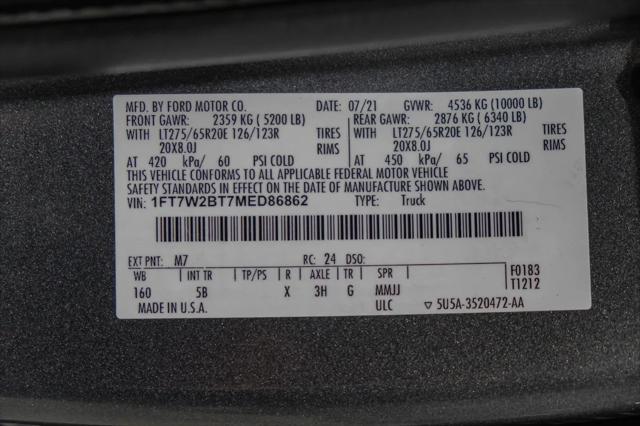 MFD. BY FORD MOTOR CO. DATE: 07/21 GVWR: 4536 KG (10000 LB)
FRONT GAWR: 2359 KG ( 5200 LB) REAR GAWR: 2876 KG ( 6340 LB)
WITH LT275/65R20E 126/123R TIRES WITH LT275/65R20E 126/123R TIRES
20X8.0J RIMS 20X8.0J RIMS
AT 420 kPa/ 60 PSI COLD AT 450 kPa/ 65 PSI COLD
THIS VEHICLE CONFORMS TO ALL APPLICABLE FEDERAL MOTOR VEHICLE
SAFETY STANDARDS IN EFFECT ON THE DATE OF MANUFACTURE SHOWN ABOVE.
VIN: 1FT7W2BT7MED86862 TYPE: Truck
EXT PNT: M7 RC: 24 DSO:
WB INT TR TP/PS R AXLE TR SPR F0183
160 5B X 3H G MMJJ T1212
MADE IN U.S.A. ULC ▽ 5U5A-3520472-AA